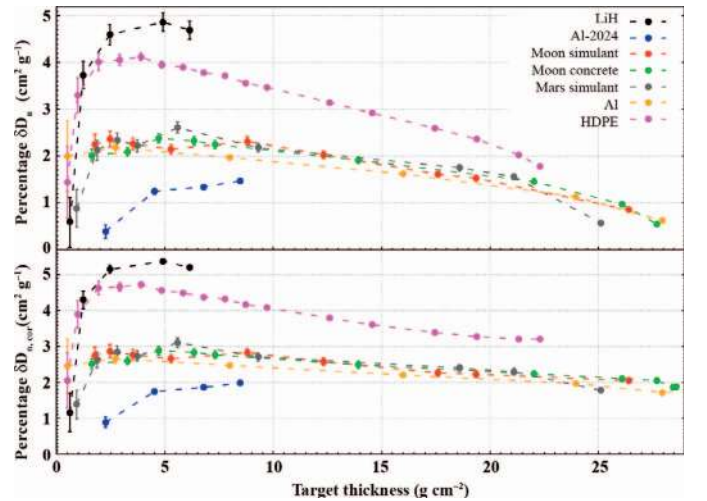 5
4
3
2
1
0
Percentage δDₙ (cm² g⁻¹)
LiH
Al-2024
Moon simulant
Moon concrete
Mars simulant
Al
HDPE
5
4
3
2
1
0
Percentage δDₙ, cor (cm² g⁻¹)
0 5 10 15 20 25
Target thickness (g cm⁻²)